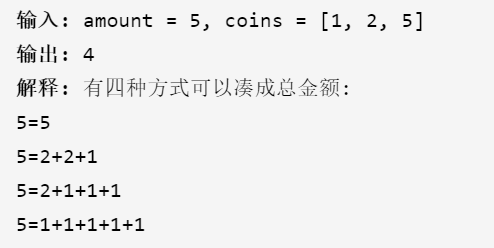 输入: amount = 5, coins = [1, 2, 5]
输出: 4
解释: 有四种方式可以凑成总金额:
5=5
5=2+2+1
5=2+1+1+1
5=1+1+1+1+1